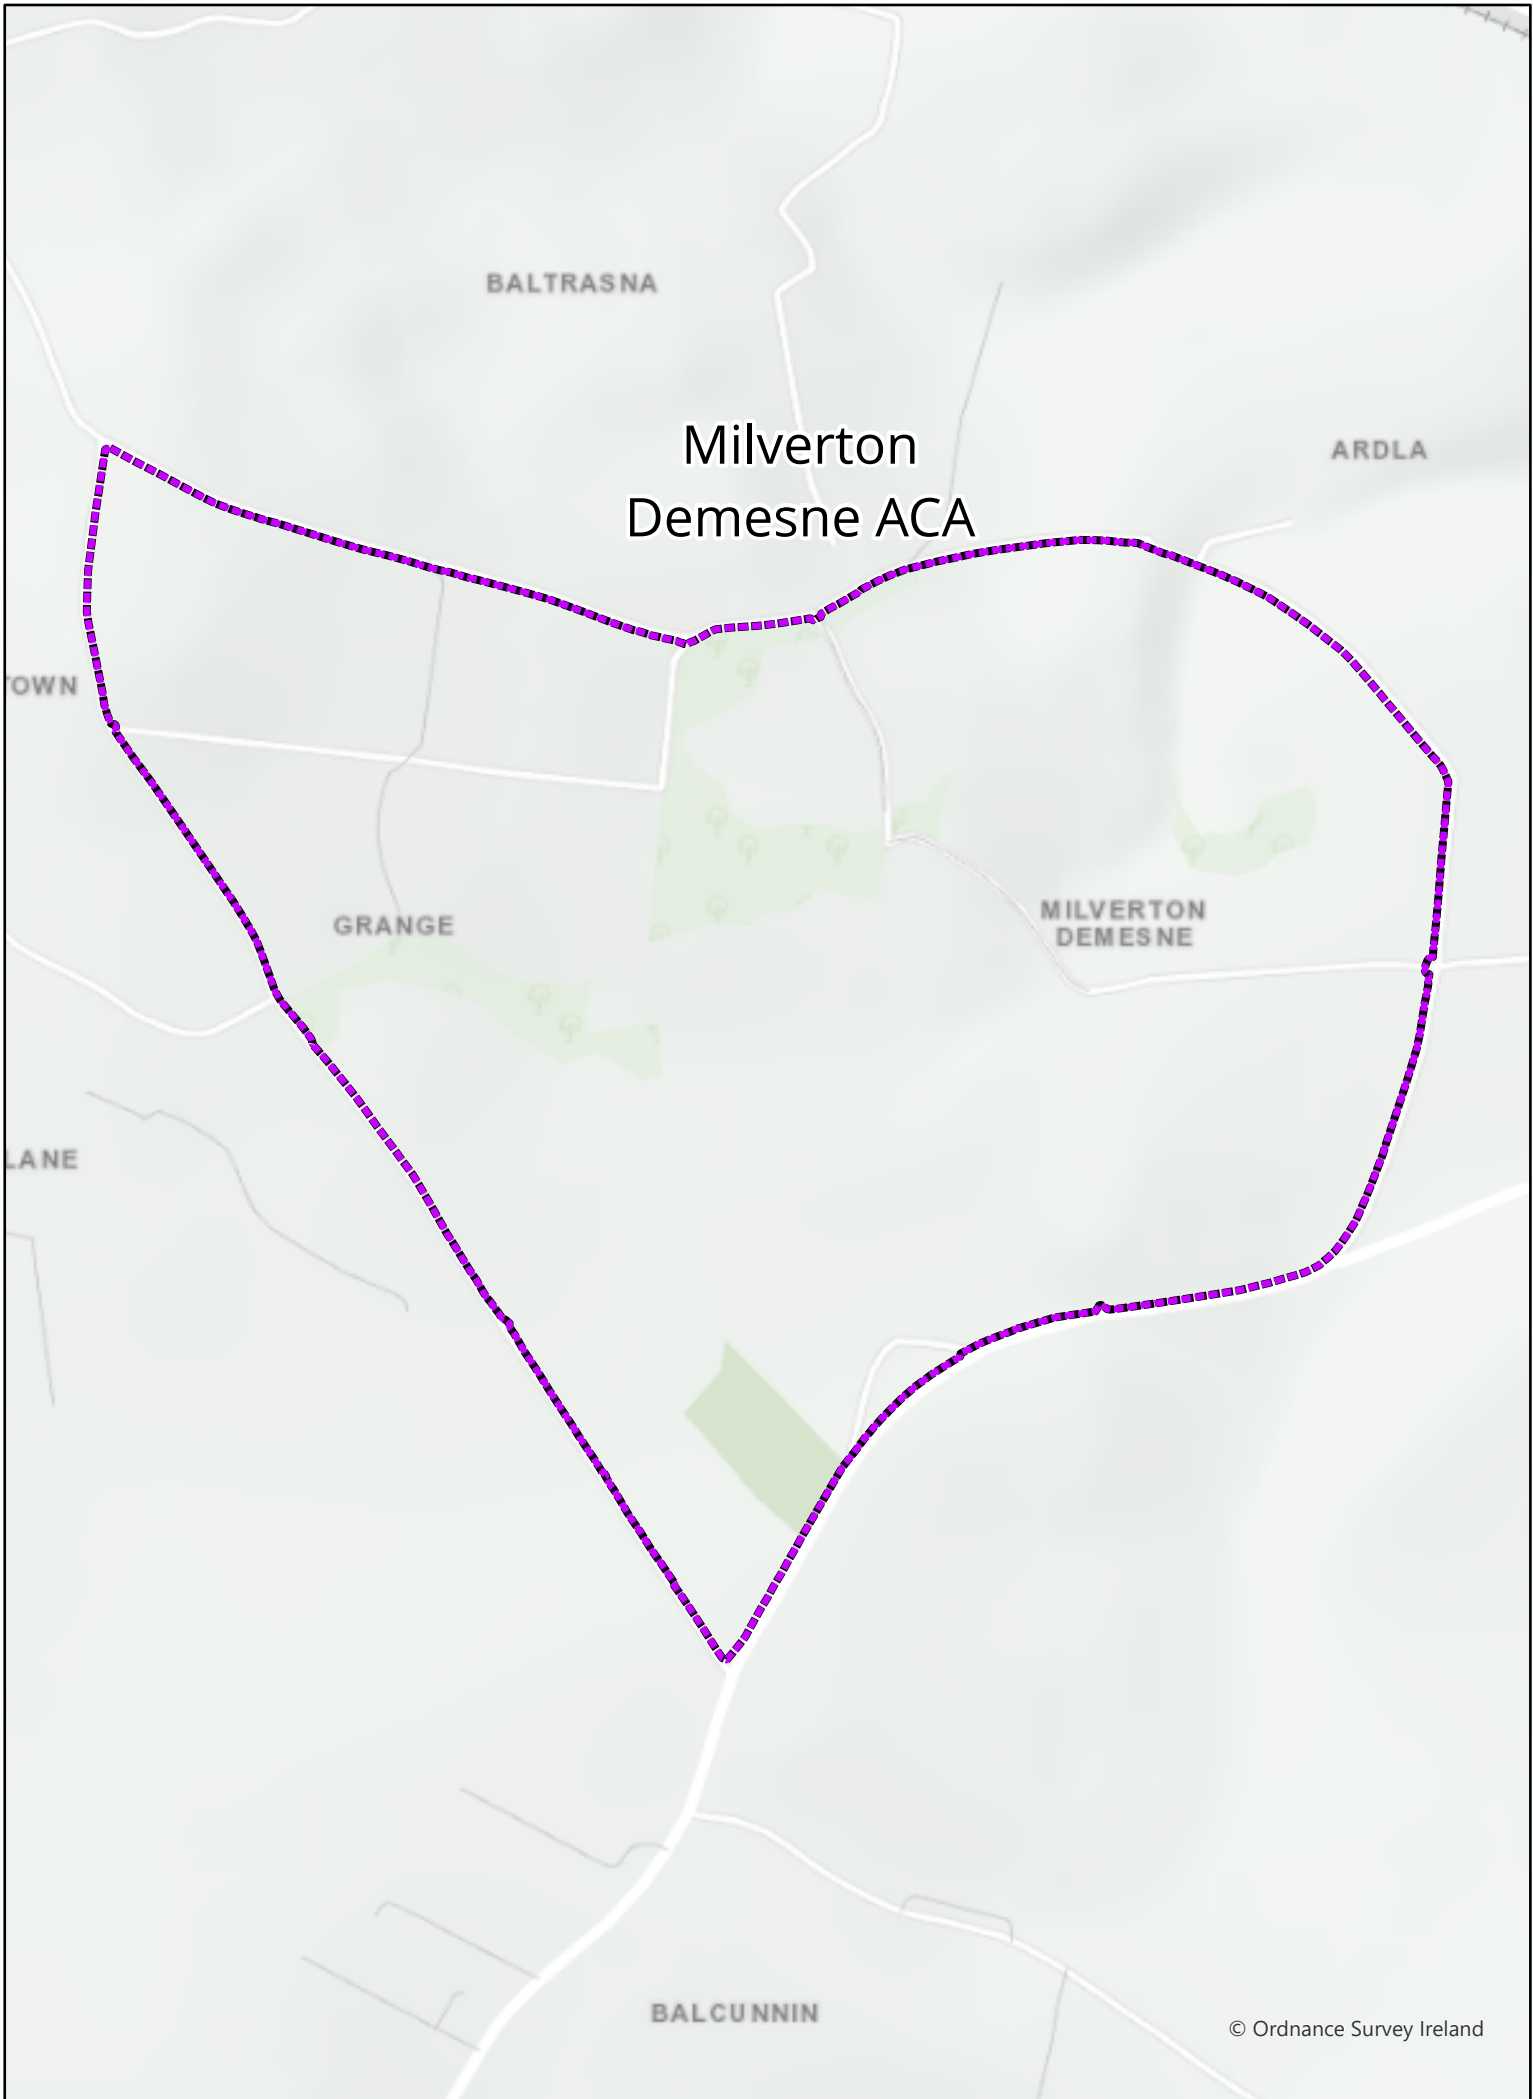 BALTRASNA
Milverton
Demesne ACA
ARDLA
TOWN
GRANGE
MILVERTON
DEMESNE
LANE
BALCUNNIN
© Ordnance Survey Ireland